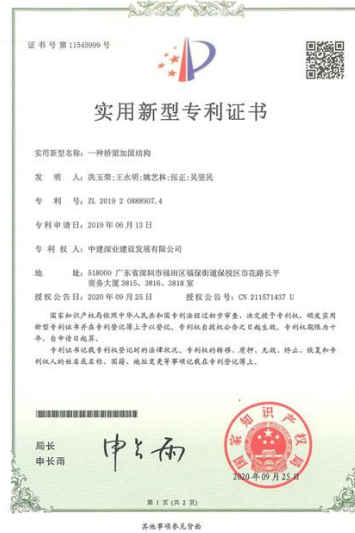 证书号第11545999号
实用新型专利证书
实用新型名称：一种桥梁加固结构
发 明 人：冼玉荣;王永明;姚艺林;张正;吴坚民
专 利 号：ZL 2019 2 0888907.4
专利申请日：2019年06月13日
专 利 权 人：中建深业建设发展有限公司
地 址：518000 广东省深圳市福田区福保街道保税区市花路长平
商务大厦3815、3816、3818室
授权公告日：2020年09月25日 授权公告号：CN 211571437 U
国家知识产权局依照中华人民共和国专利法经过初步审查，决定授予专利权，颁发实用
新型专利证书并在专利登记簿上予以登记。专利权自授权公告之日起生效。专利权期限为十
年，自申请日起算。
专利证书记载专利权登记时的法律状况。专利权的转移、质押、无效、终止、恢复和专
利权人的姓名或名称、国籍、地址变更等事项记载在专利登记簿上。
局长
申长雨
申长雨
国家知识产权局
2020年09月25日
第 1 页 (共 2 页)
其他事项参见背面